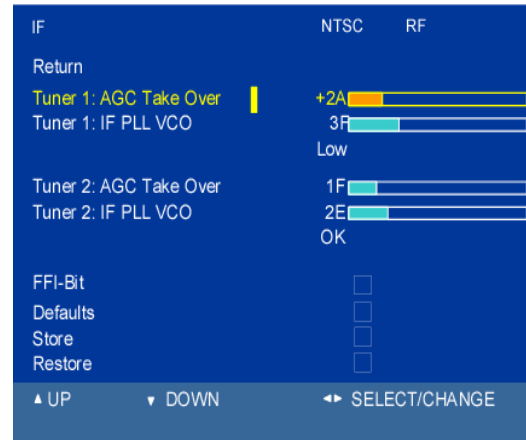 IF NTSC RF
Return
Tuner 1: AGC Take Over +2A
Tuner 1: IF PLL VCO 3F
Low
Tuner 2: AGC Take Over 1F
Tuner 2: IF PLL VCO 2E
OK
FFI-Bit
Defaults
Store
Restore
▲ UP ▼ DOWN ◄► SELECT/CHANGE